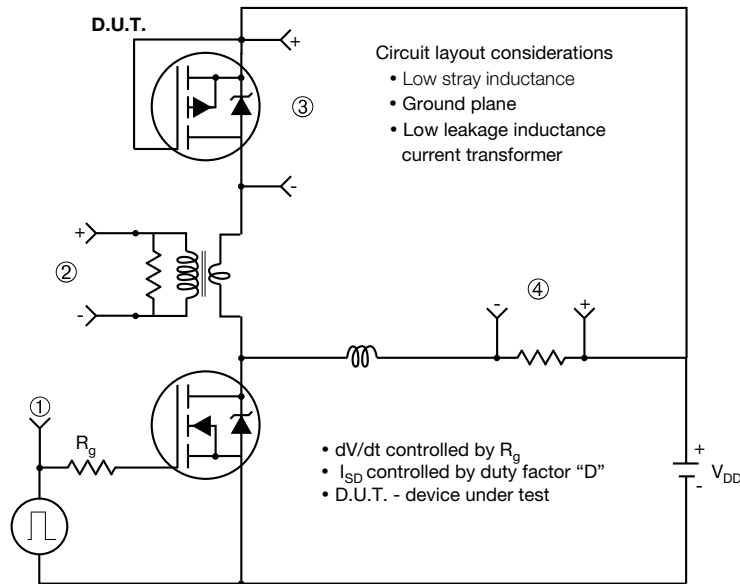 D.U.T.
+
Circuit layout considerations
• Low stray inductance
• Ground plane
• Low leakage inductance
current transformer
③
-
+
②
-
④
- +
①
Rg
• dV/dt controlled by Rg
• ISD controlled by duty factor “D”
• D.U.T. - device under test
+
VDD
-